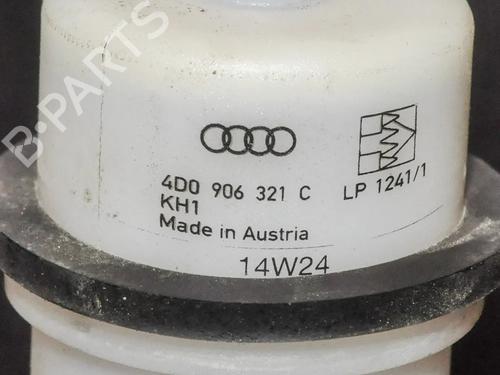 B·PARTS
4D0 906 321 C
LP 1241/1
KH1
Made in Austria
14W24